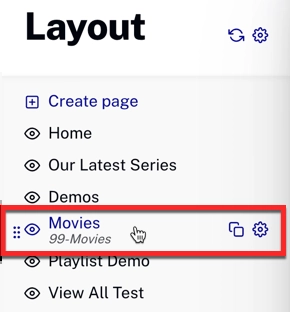 Layout
Create page
Home
Our Latest Series
Demos
Movies
99-Movies
Playlist Demo
View All Test